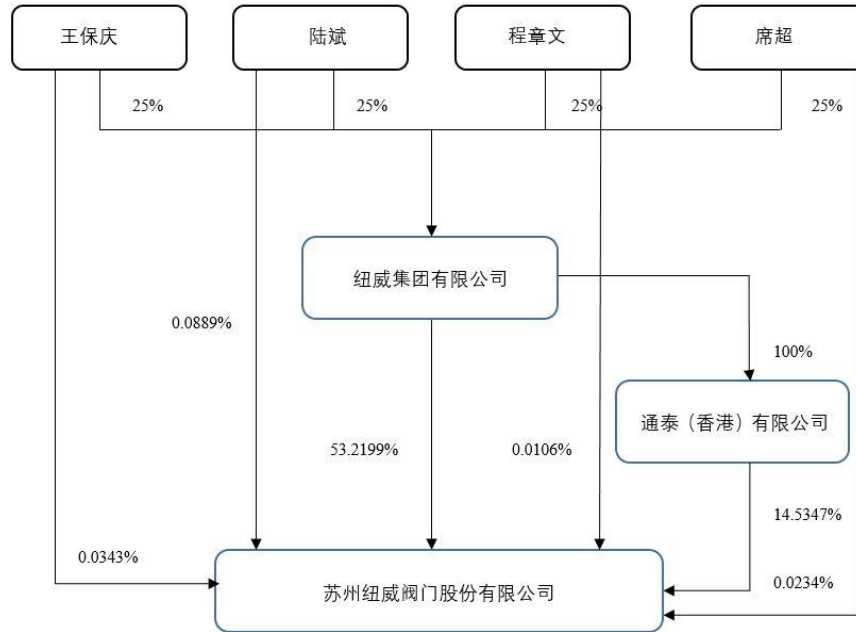 王保庆
陆斌
程章文
席超
25%
25%
25%
25%
纽威集团有限公司
0.0889%
100%
通泰（香港）有限公司
53.2199%
0.0106%
14.5347%
0.0343%
0.0234%
苏州纽威阀门股份有限公司